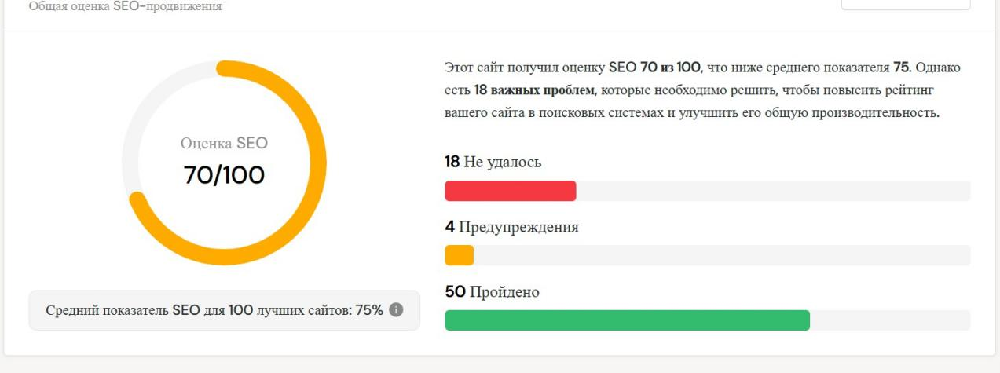 Общая оценка SEO-продвижения
Этот сайт получил оценку SEO 70 из 100, что ниже среднего показателя 75. Однако
есть 18 важных проблем, которые необходимо решить, чтобы повысить рейтинг
вашего сайта в поисковых системах и улучшить его общую производительность.
Оценка SEO
70/100
18 Не удалось
4 Предупреждения
50 Пройдено
Средний показатель SEO для 100 лучших сайтов: 75%